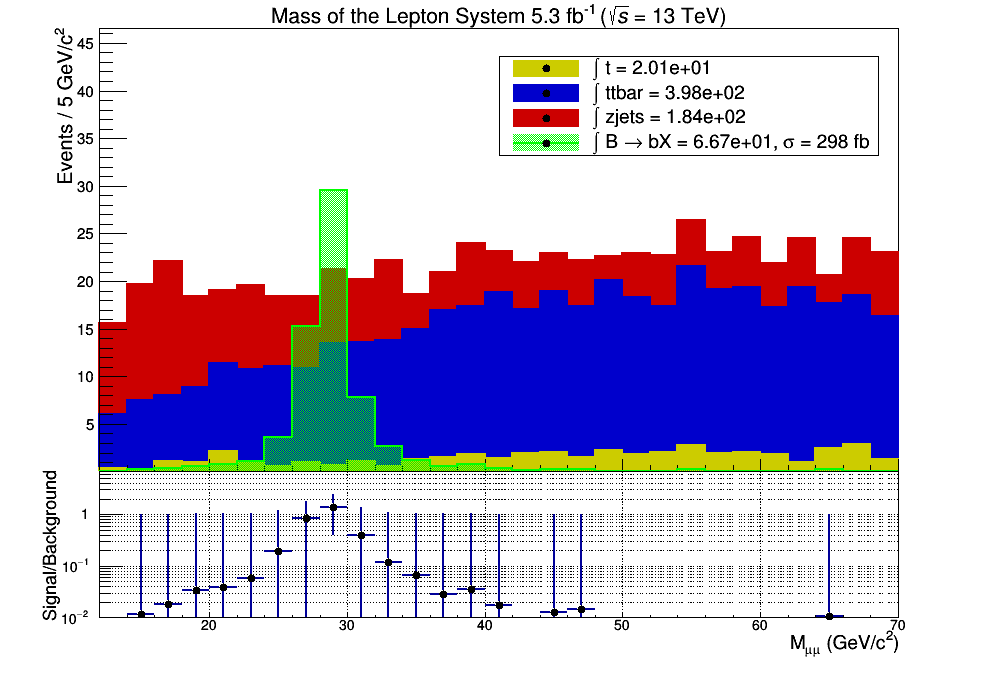 Mass of the Lepton System 5.3 fb⁻¹ (√s = 13 TeV)
Events / 5 GeV/c²
45
40
35
30
25
20
15
10
5
∫ t = 2.01e+01
∫ ttbar = 3.98e+02
∫ zjets = 1.84e+02
∫ B → bX = 6.67e+01, σ = 298 fb
Signal/Background
1
10⁻¹
10⁻²
20 30 40 50 60 70
M_μμ (GeV/c²)